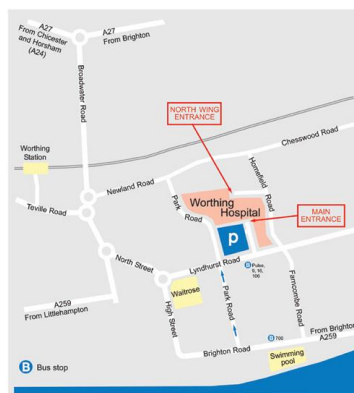 A27
From Chicester
and Horsham
(A24)
A27
From Brighton
Broadwater Road
NORTH WING
ENTRANCE
Chesswood Road
Worthing
Station
Newland Road
Park
Road
Homefield
Road
Worthing
Hospital
MAIN
ENTRANCE
Teville Road
P
North Street
Lyndhurst Road
B Pulse,
9, 16,
106
Waitrose
High Street
Park Road
Farncombe Road
A259
From Littlehampton
B 700
From Brighton
A259
Brighton Road
Swimming
pool
B Bus stop